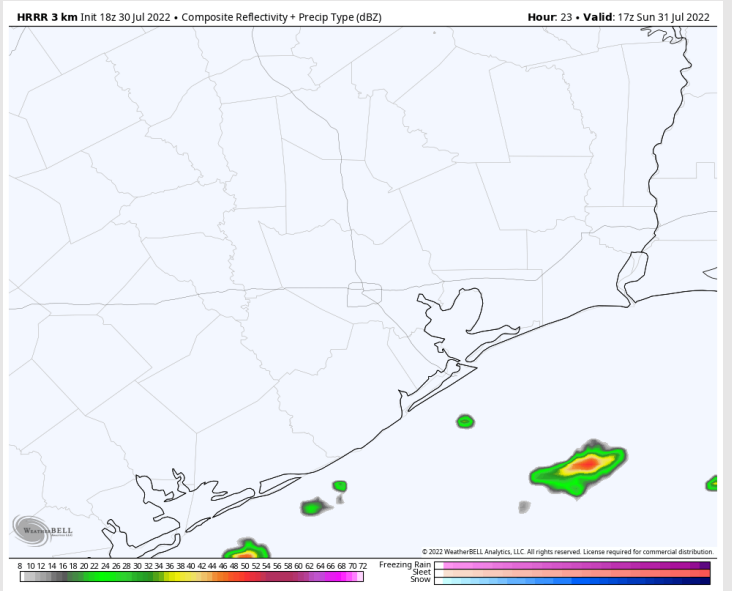 HRRR 3 km Init 18z 30 Jul 2022 • Composite Reflectivity + Precip Type (dBZ) Hour: 23 • Valid: 17z Sun 31 Jul 2022
WeatherBELL
© 2022 WeatherBELL Analytics, LLC. All rights reserved. License required for commercial distribution.
8 10 12 14 16 18 20 22 24 26 28 30 32 34 36 38 40 42 44 46 48 50 52 54 56 58 60 62 64 66 68 70 72
Freezing Rain
Sleet
Snow